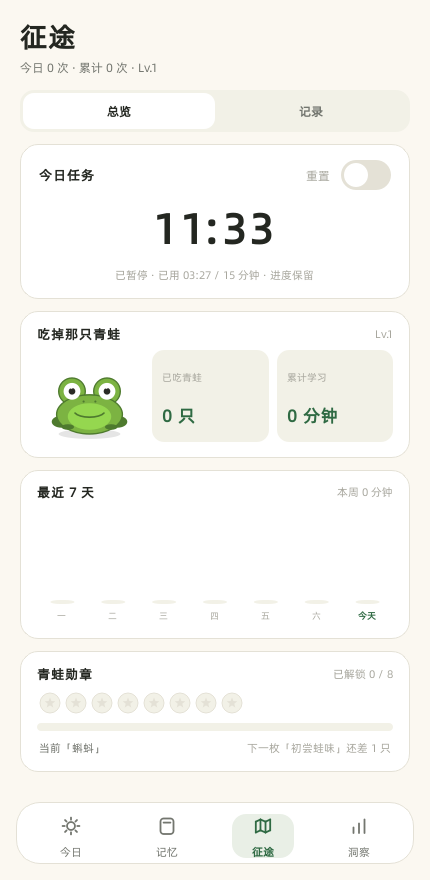 征途
今日 0 次 · 累计 0 次 · Lv.1
总览 记录
今日任务 重置
11:33
已暂停 · 已用 03:27 / 15 分钟 · 进度保留
吃掉那只青蛙 Lv.1
已吃青蛙 累计学习
0 只 0 分钟
最近 7 天 本周 0 分钟
一 二 三 四 五 六 今天
青蛙勋章 已解锁 0 / 8
当前「蝌蚪」 下一枚「初尝蛙味」还差 1 只
今日 记忆 征途 洞察